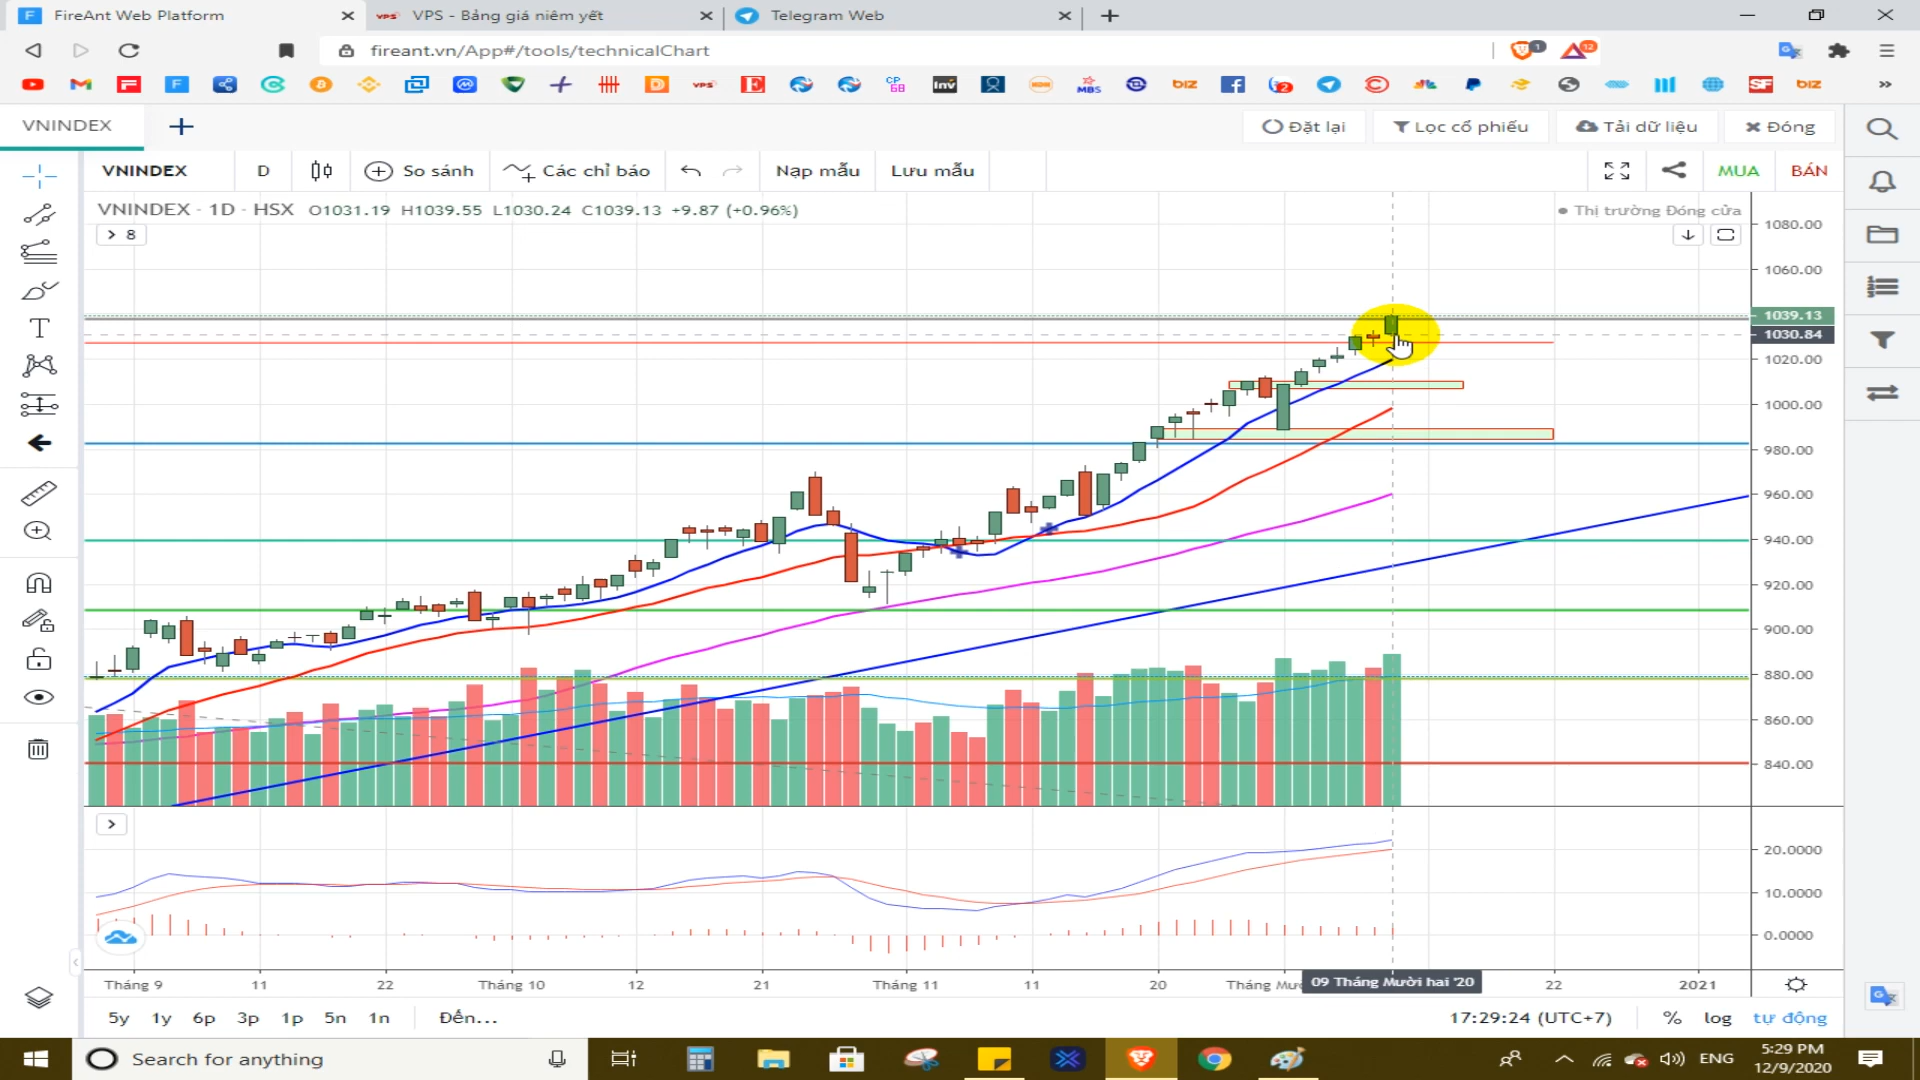 FireAnt Web Platform
VPS - Bảng giá niêm yết
Telegram Web
fireant.vn/App#/tools/technicalChart
1
12
VNINDEX
Đặt lại
Lọc cổ phiếu
Tải dữ liệu
Đóng
VNINDEX
D
So sánh
Các chỉ báo
Nạp mẫu
Lưu mẫu
MUA
BÁN
VNINDEX · 1D · HSX O1031.19 H1039.55 L1030.24 C1039.13 +9.87 (+0.96%)
Thị trường Đóng cửa
8
1080.00
1060.00
1039.13
1030.84
1020.00
1000.00
980.00
960.00
940.00
920.00
900.00
880.00
860.00
840.00
20.0000
10.0000
0.0000
Tháng 9
11
22
Tháng 10
12
21
Tháng 11
11
20
09 Tháng Mười hai '20
22
2021
5y 1y 6p 3p 1p 5n 1n Đến...
17:29:24 (UTC+7)
% log tự động
Search for anything
ENG
5:29 PM
12/9/2020